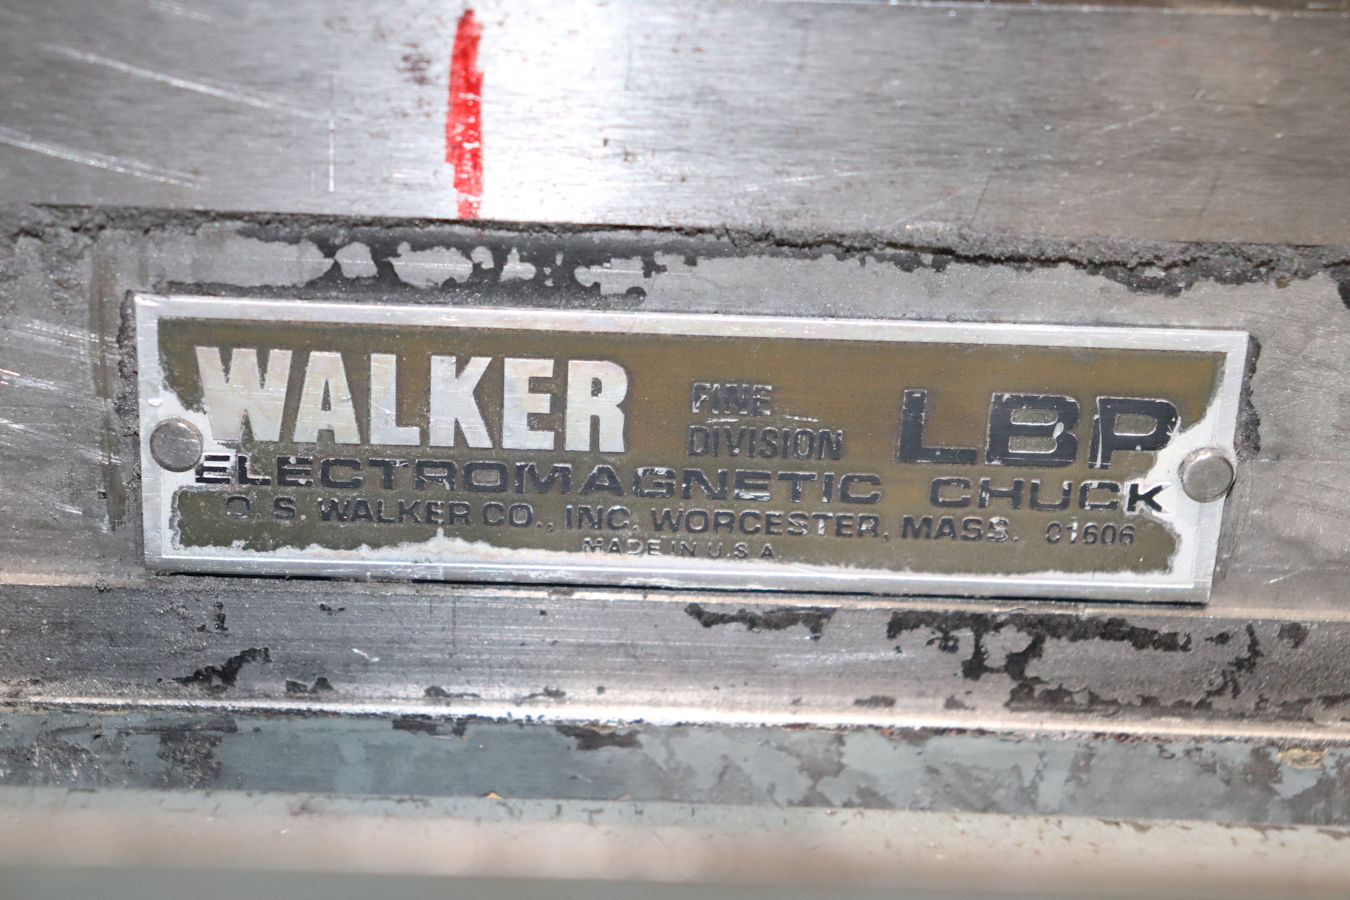 WALKER FINE DIVISION LBP
ELECTROMAGNETIC CHUCK
O. S. WALKER CO., INC. WORCESTER, MASS. 01606
MADE IN U.S.A.